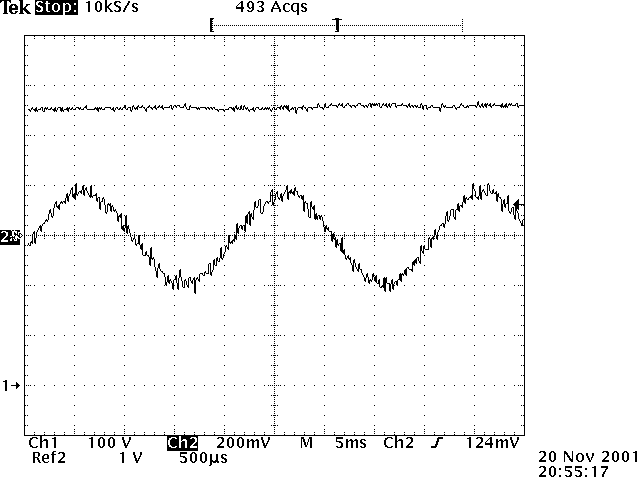 Tek Stop: 10kS/s 493 Acqs
T
2
1
Ch1 100 V Ch2 200mV M 5ms Ch2 124mV
Ref2 1 V 500µs
20 Nov 2001
20:55:17